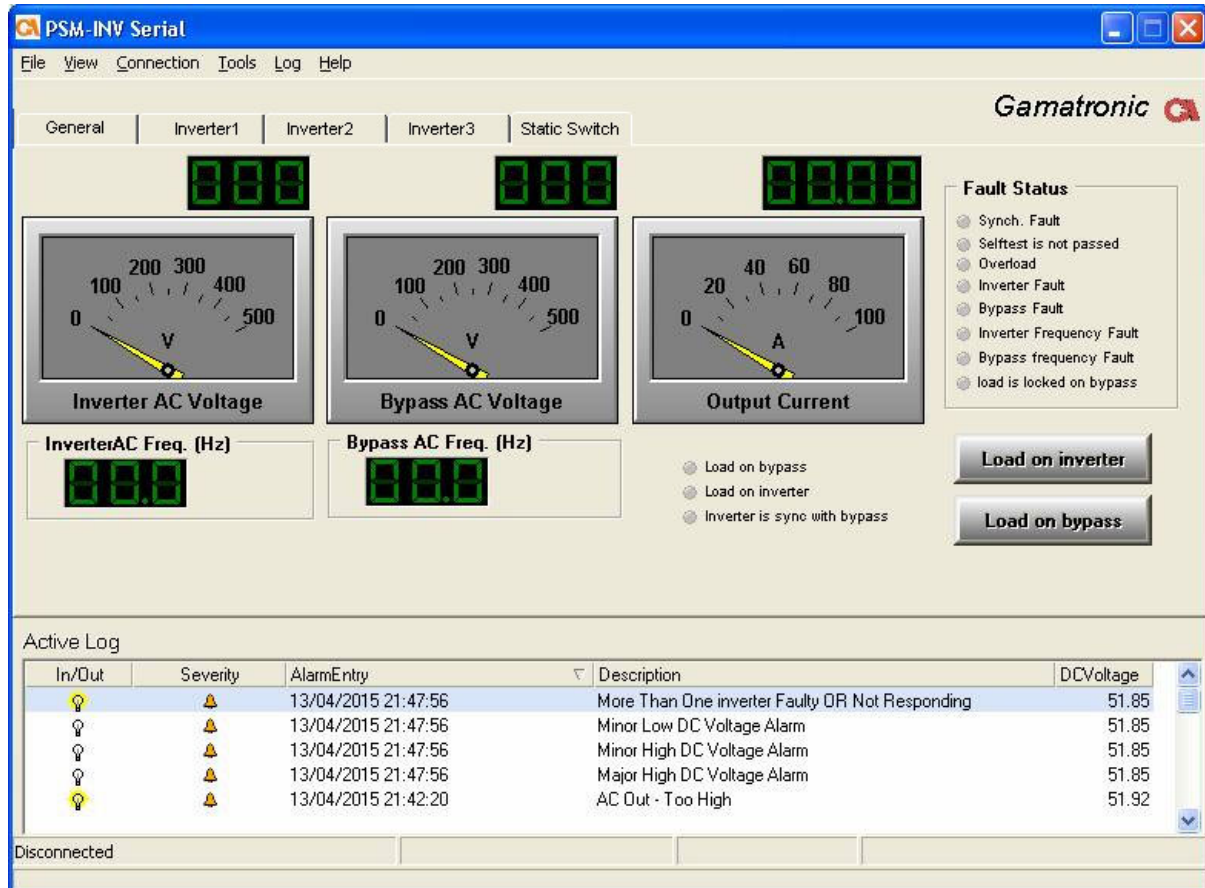 PSM-INV Serial
File View Connection Tools Log Help
Gamatronic
General Inverter1 Inverter2 Inverter3 Static Switch
0 100 200 300 400 500
V
Inverter AC Voltage
0 100 200 300 400 500
V
Bypass AC Voltage
0 20 40 60 80 100
A
Output Current
Fault Status
Synch. Fault
Selftest is not passed
Overload
Inverter Fault
Bypass Fault
Inverter Frequency Fault
Bypass frequency Fault
load is locked on bypass
InverterAC Freq. (Hz)
Bypass AC Freq. (Hz)
Load on bypass
Load on inverter
Inverter is sync with bypass
Load on inverter
Load on bypass
Active Log
In/Out Severity AlarmEntry Description DCVoltage
13/04/2015 21:47:56 More Than One inverter Faulty OR Not Responding 51.85
13/04/2015 21:47:56 Minor Low DC Voltage Alarm 51.85
13/04/2015 21:47:56 Minor High DC Voltage Alarm 51.85
13/04/2015 21:47:56 Major High DC Voltage Alarm 51.85
13/04/2015 21:42:20 AC Out - Too High 51.92
Disconnected